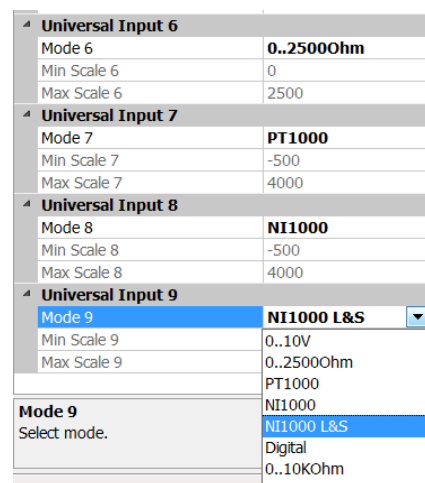 Universal Input 6
Mode 6 0..2500Ohm
Min Scale 6 0
Max Scale 6 2500
Universal Input 7
Mode 7 PT1000
Min Scale 7 -500
Max Scale 7 4000
Universal Input 8
Mode 8 NI1000
Min Scale 8 -500
Max Scale 8 4000
Universal Input 9
Mode 9 NI1000 L&S
Min Scale 9
Max Scale 9
0..10V
0..2500Ohm
PT1000
NI1000
NI1000 L&S
Digital
0..10KOhm
Mode 9
Select mode.